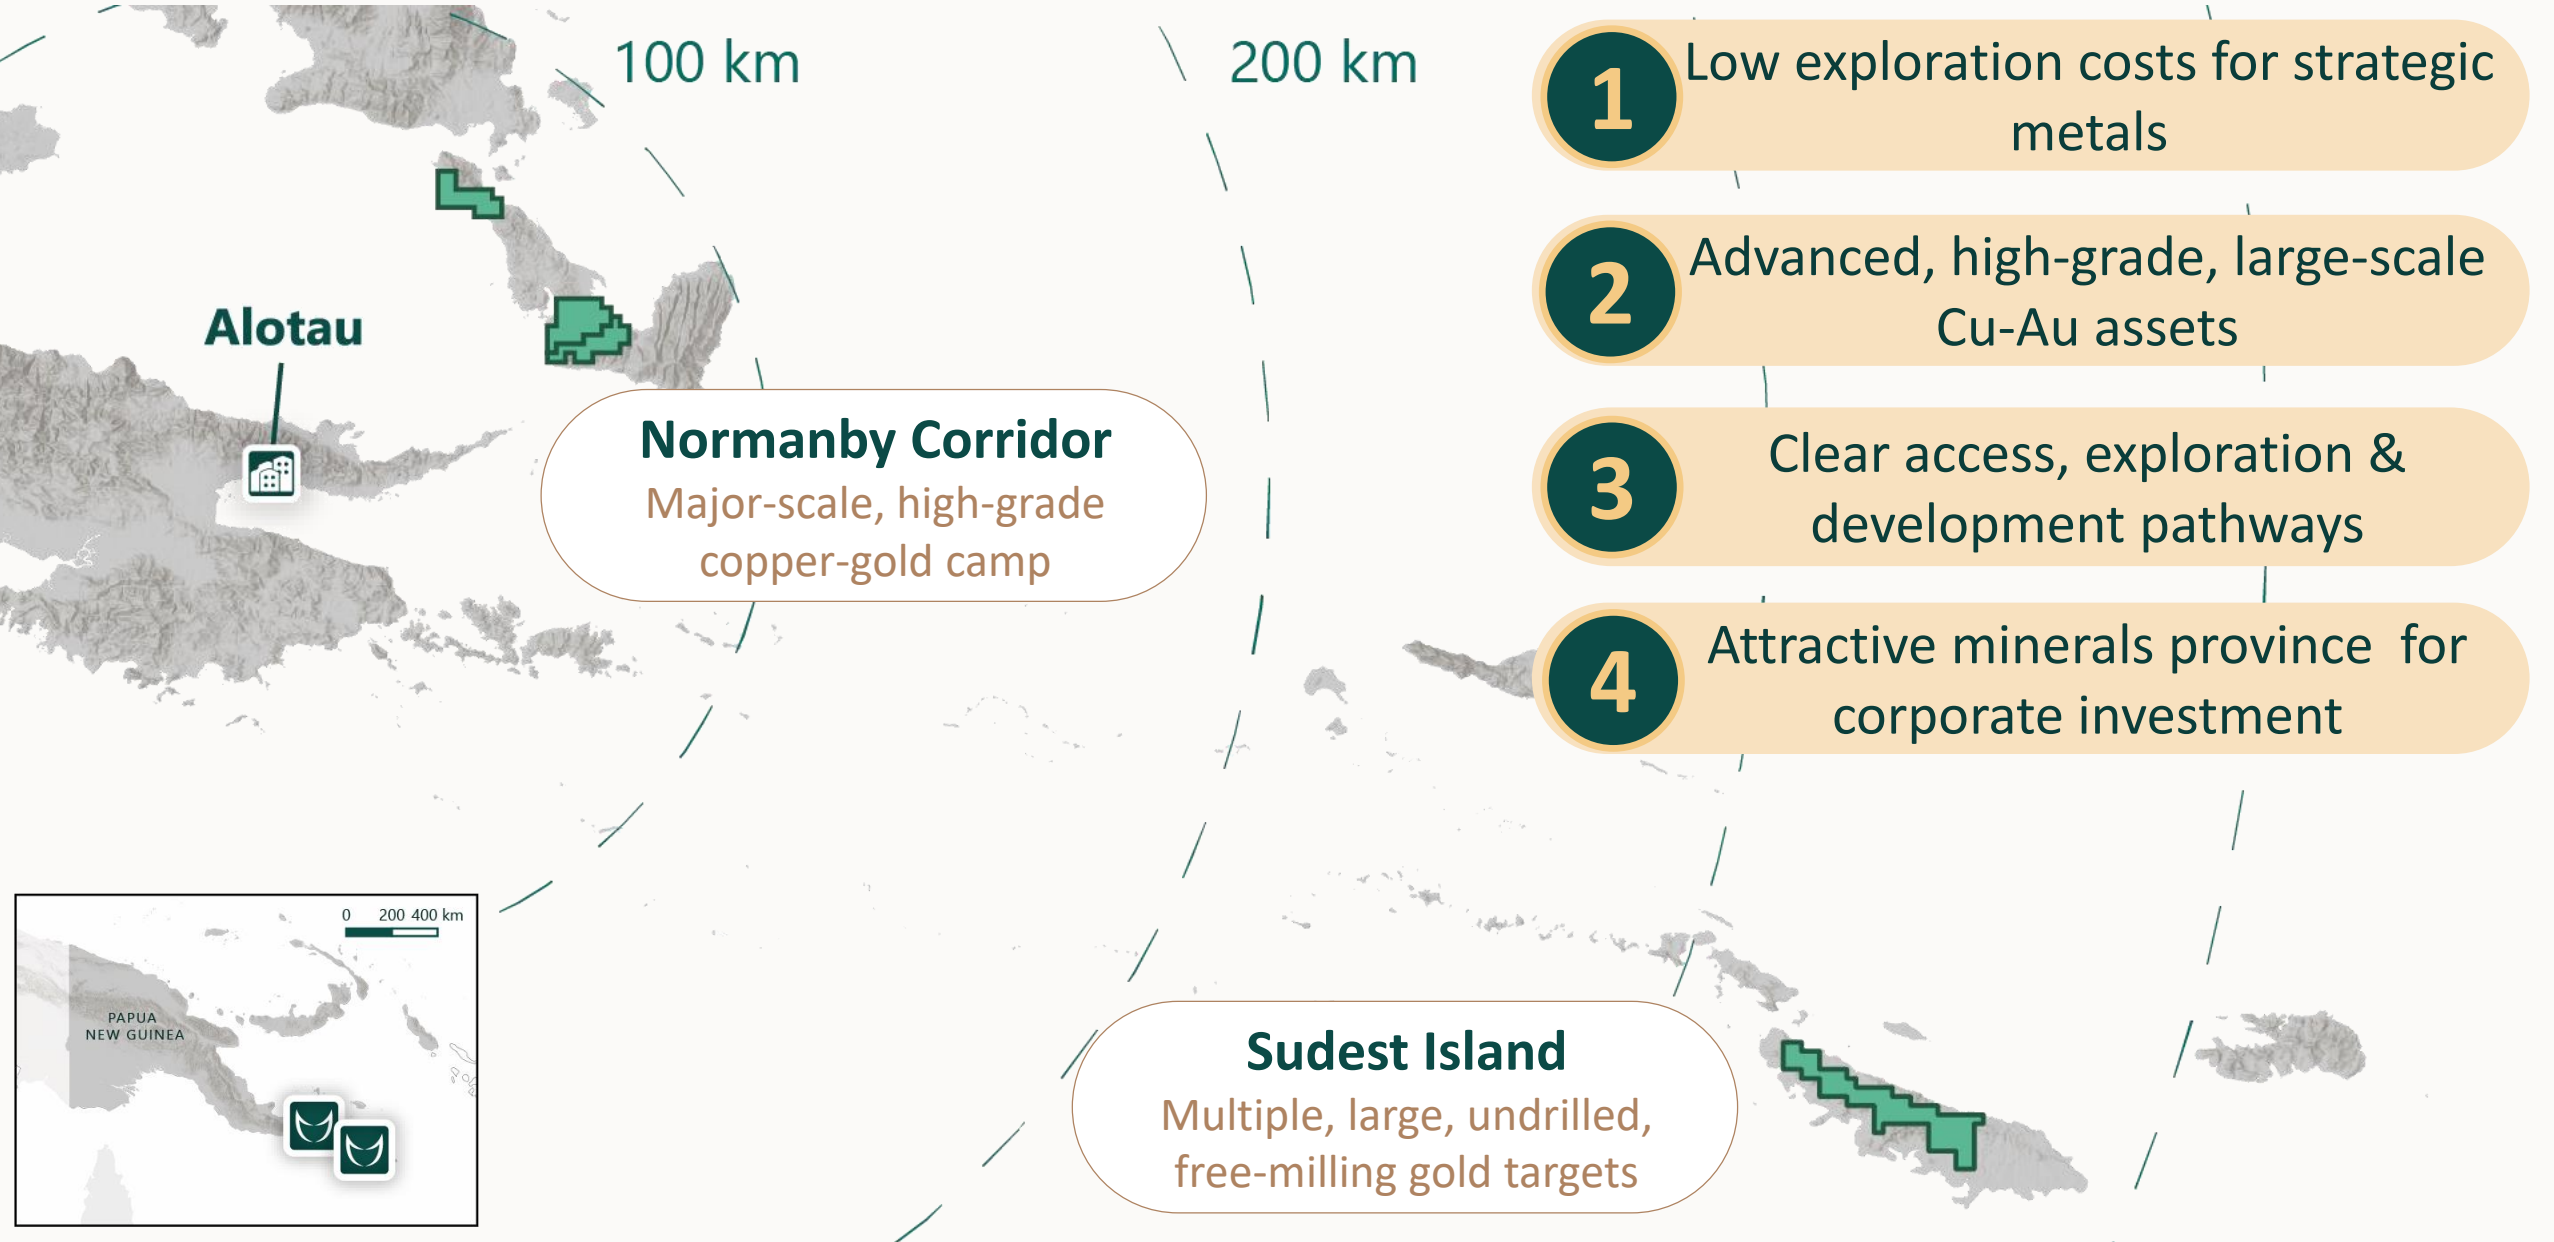 100 km
200 km
Alotau
Normanby Corridor
Major-scale, high-grade
copper-gold camp
1
Low exploration costs for strategic
metals
2
Advanced, high-grade, large-scale
Cu-Au assets
3
Clear access, exploration &
development pathways
4
Attractive minerals province for
corporate investment
Sudest Island
Multiple, large, undrilled,
free-milling gold targets
0 200 400 km
PAPUA
NEW GUINEA